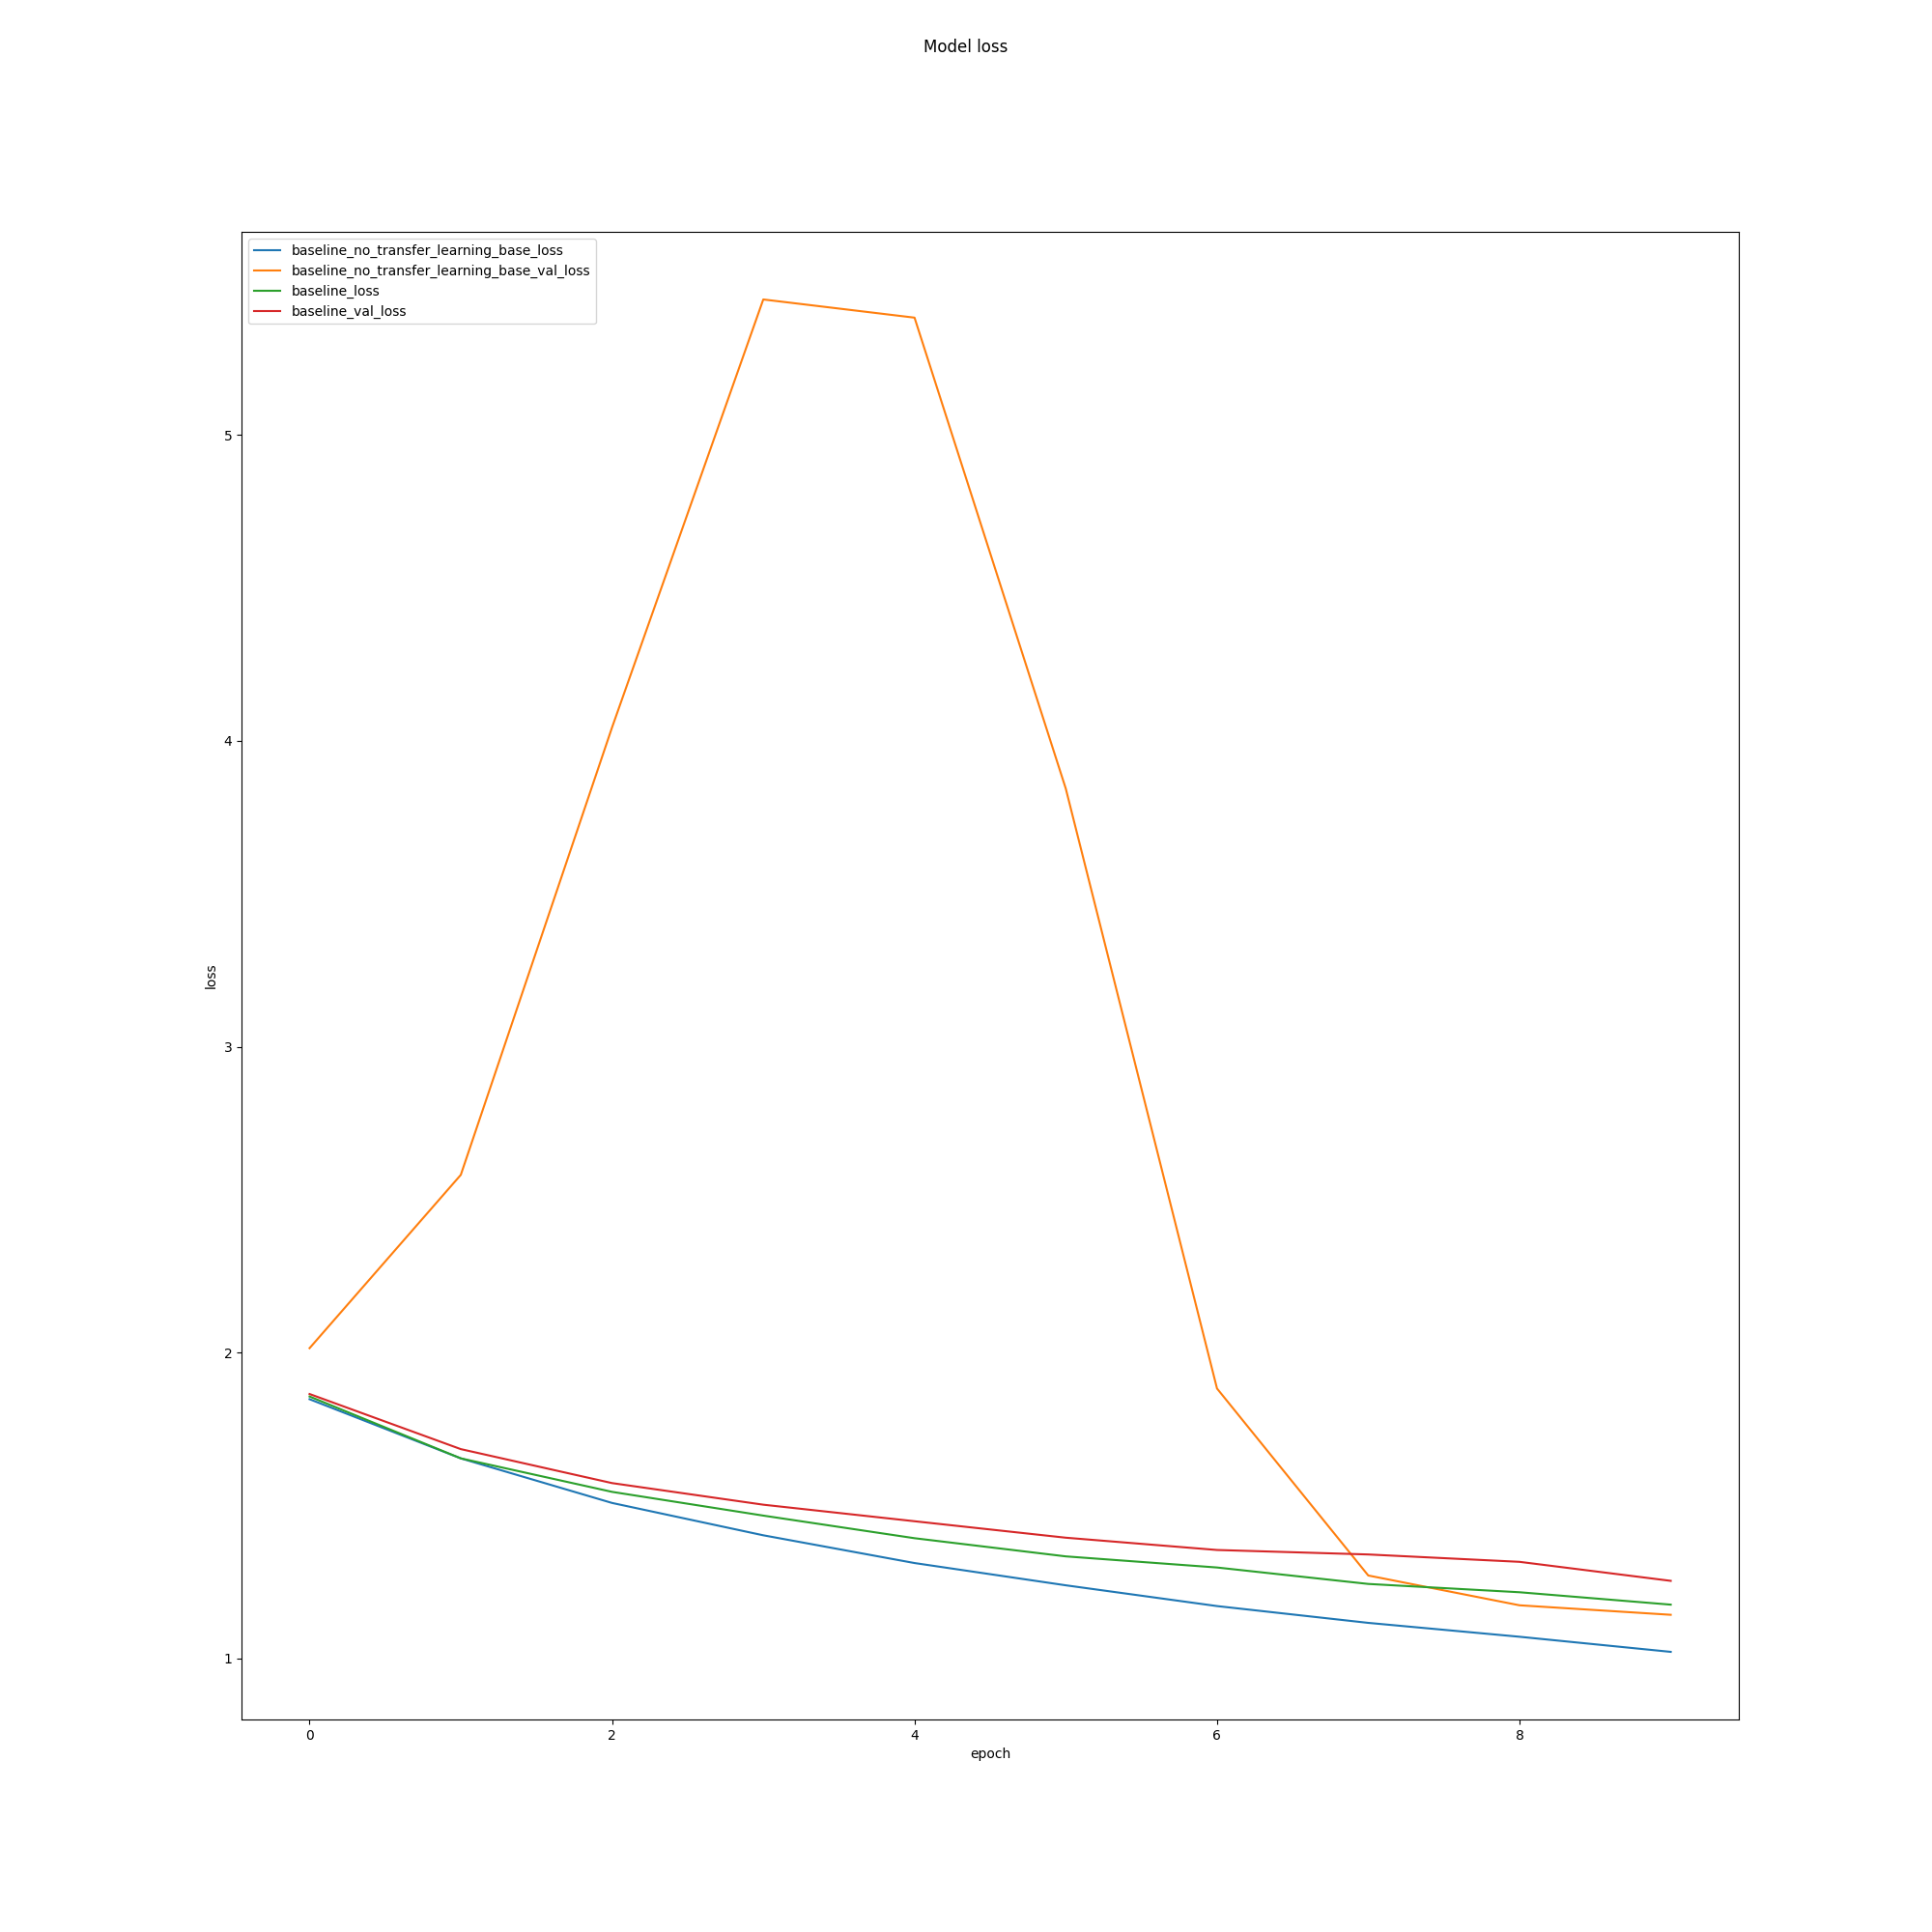 Model loss
baseline_no_transfer_learning_base_loss
baseline_no_transfer_learning_base_val_loss
baseline_loss
baseline_val_loss
5
4
3
2
1
loss
0 2 4 6 8
epoch